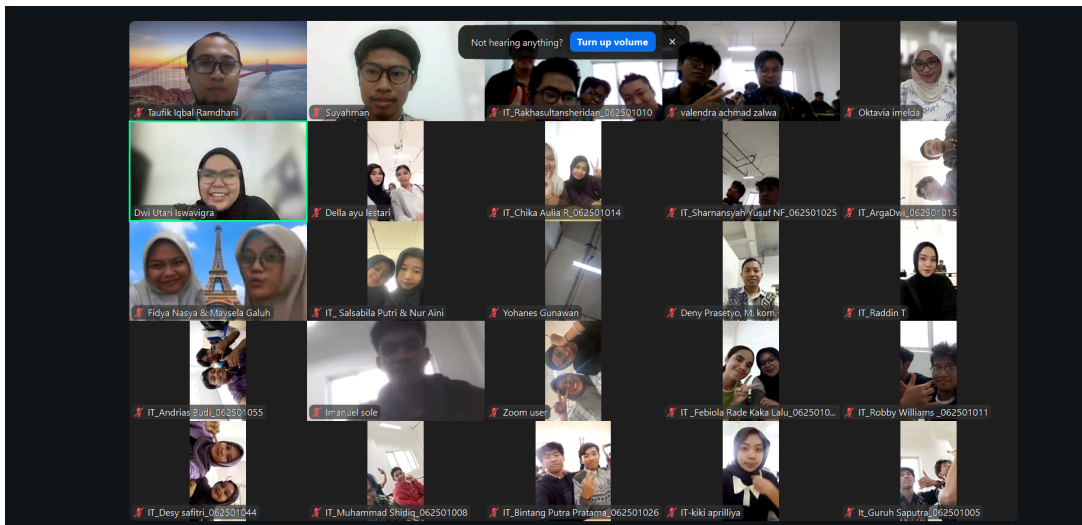 Not hearing anything? Turn up volume
Taufik Iqbal Ramdhani
Suyahman
IT_Rakhasultansheridan_062501010
valendra achmad zalwa
Oktavia imelda
Dwi Utari Iswavigra
Della ayu lestari
IT_Chika Aulia R_062501014
IT_Sharnansyah Yusuf NF_062501025
IT_ArgaDwi_062501015
Fidya Nasya & Maysela Galuh
IT_ Salsabila Putri & Nur Aini
Yohanes Gunawan
Deny Prasetyo, M. kom.
IT_Raddin T
IT_Andrias Budi_062501055
Imanuel sole
Zoom user
IT _Febiola Rade Kaka Lalu_0625010...
IT_Robby Williams _062501011
IT_Desy safitri_062501044
IT_Muhammad Shidiq_062501008
IT_Bintang Putra Pratama_062501026
IT-kiki aprilliya
It_Guruh Saputra_062501005